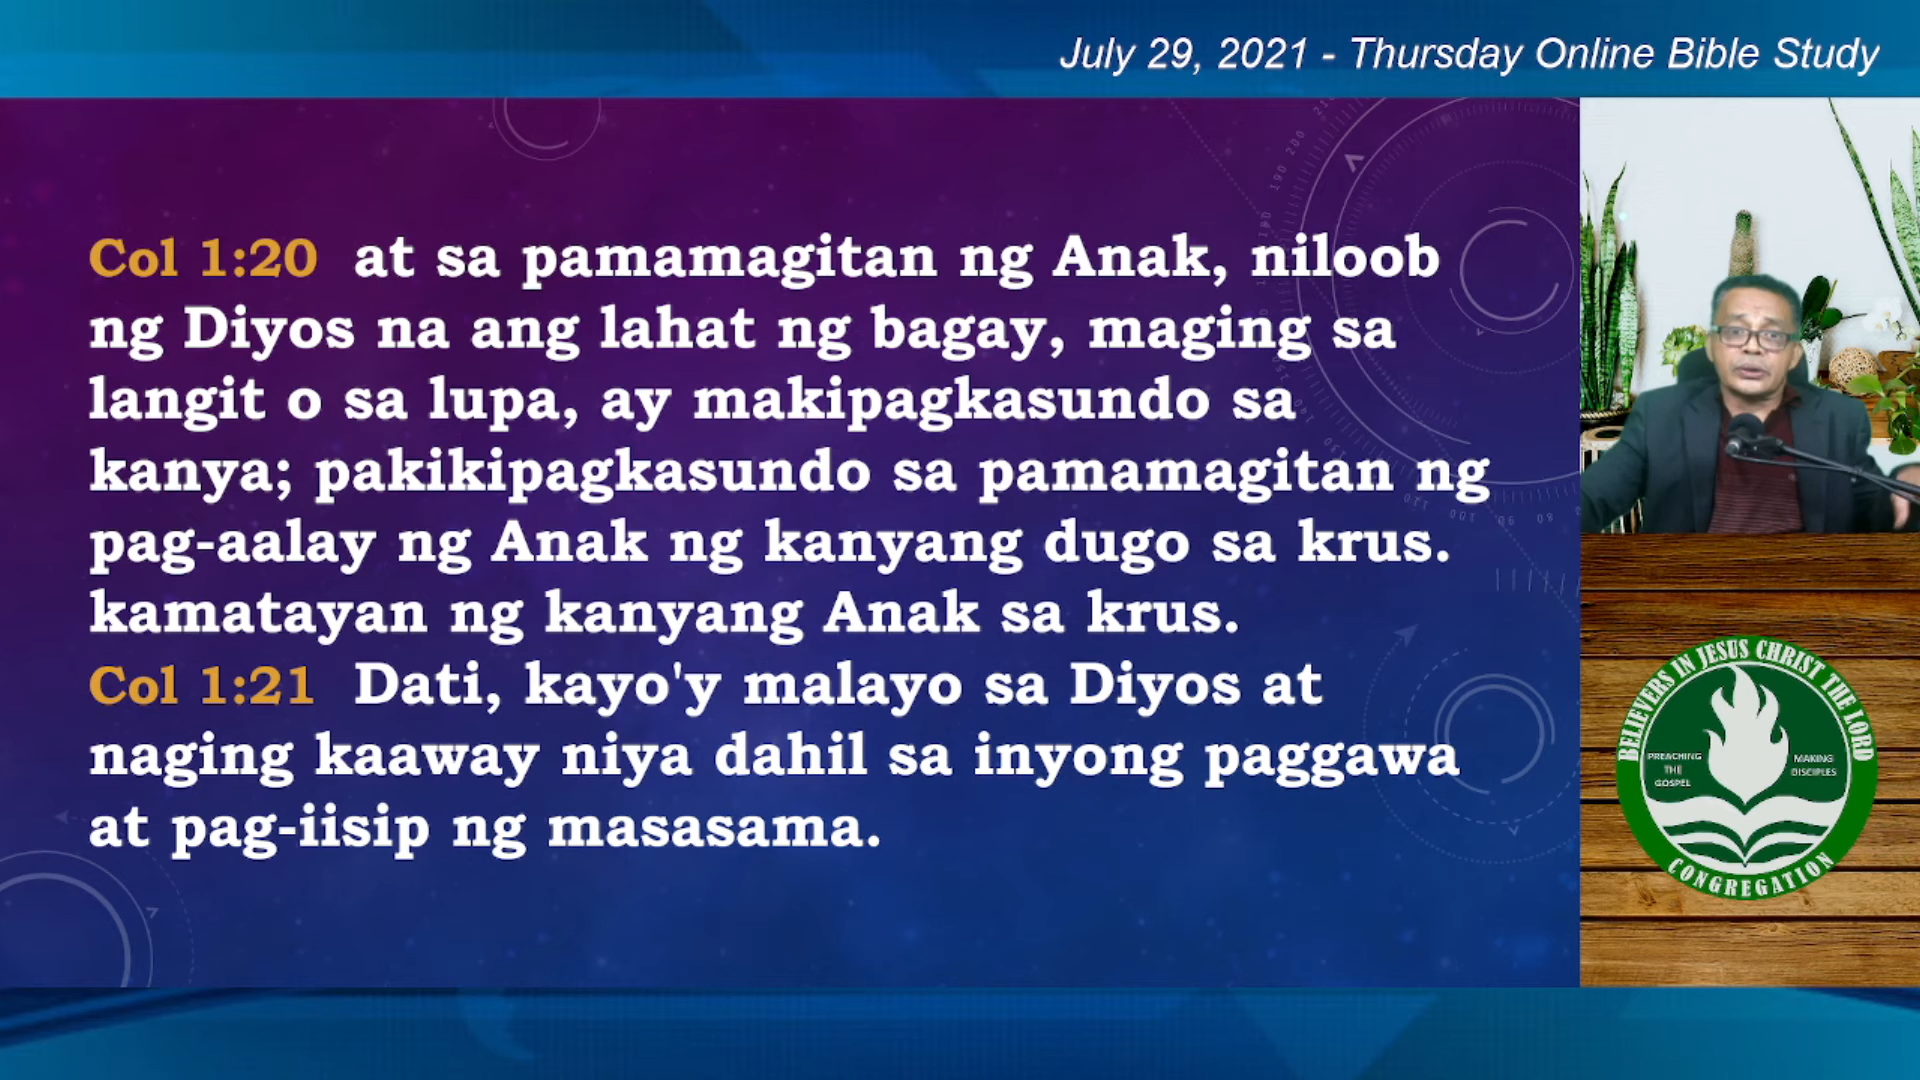 July 29, 2021 - Thursday Online Bible Study
Col 1:20 at sa pamamagitan ng Anak, niloob
ng Diyos na ang lahat ng bagay, maging sa
langit o sa lupa, ay makipagkasundo sa
kanya; pakikipagkasundo sa pamamagitan ng
pag-aalay ng Anak ng kanyang dugo sa krus.
kamatayan ng kanyang Anak sa krus.
Col 1:21 Dati, kayo'y malayo sa Diyos at
naging kaaway niya dahil sa inyong paggawa
at pag-iisip ng masasama.
BELIEVERS IN JESUS CHRIST THE LORD
PREACHING
THE
GOSPEL
MAKING
DISCIPLES
CONGREGATION